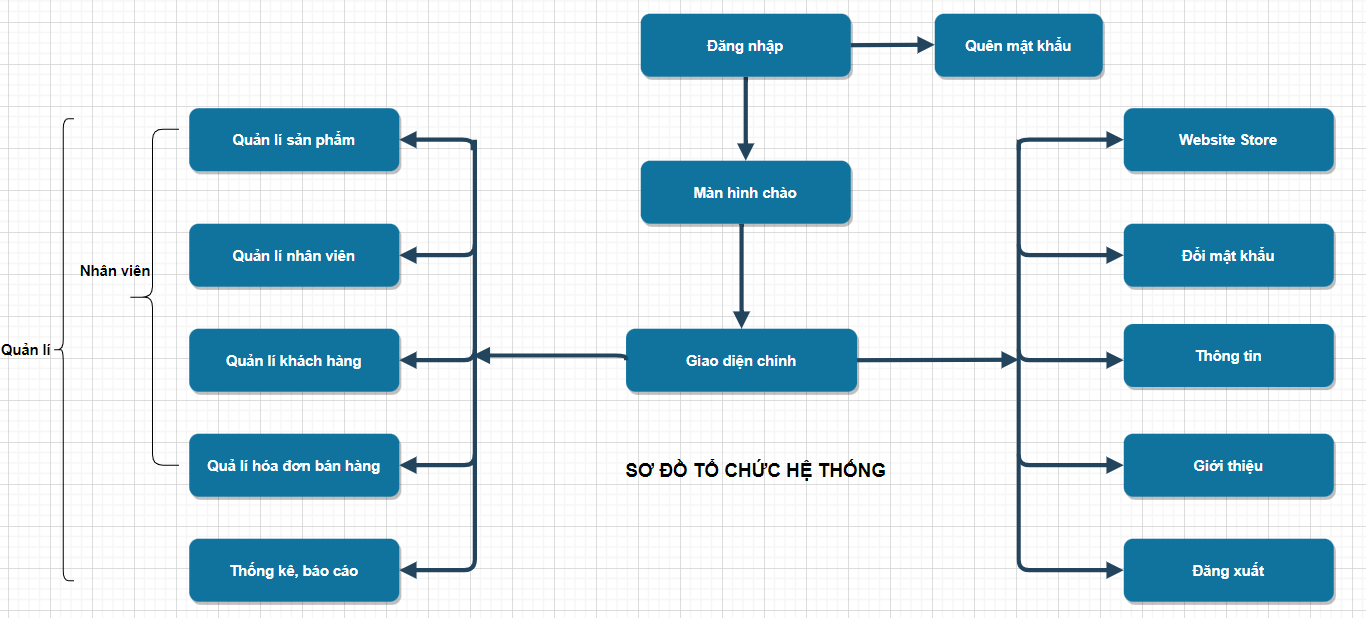 Đăng nhập
Quên mật khẩu
Quản lí sản phẩm
Website Store
Màn hình chào
Quản lí nhân viên
Đổi mật khẩu
Nhân viên
Quản lí
Quản lí khách hàng
Giao diện chính
Thông tin
Quả lí hóa đơn bán hàng
SƠ ĐỒ TỔ CHỨC HỆ THỐNG
Giới thiệu
Thống kê, báo cáo
Đăng xuất